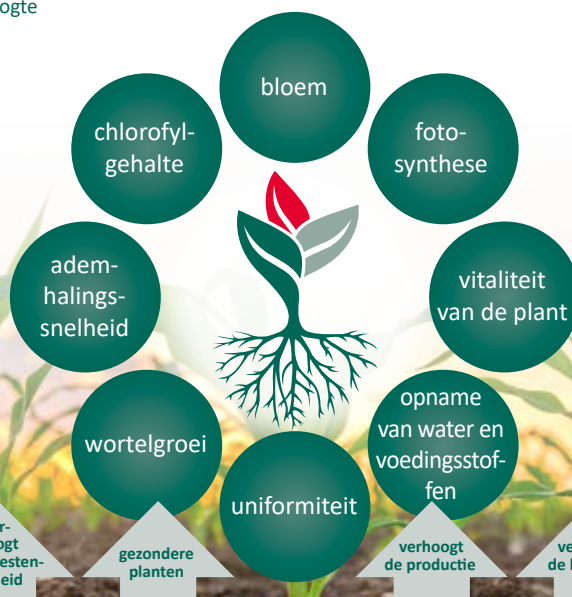 bloem
chlorofyl-
gehalte
foto-
synthese
adem-
halings-
snelheid
vitaliteit
van de plant
wortelgroei
opname
van water en
voedingsstof-
fen
uniformiteit
gezondere
planten
verhoogt
de productie